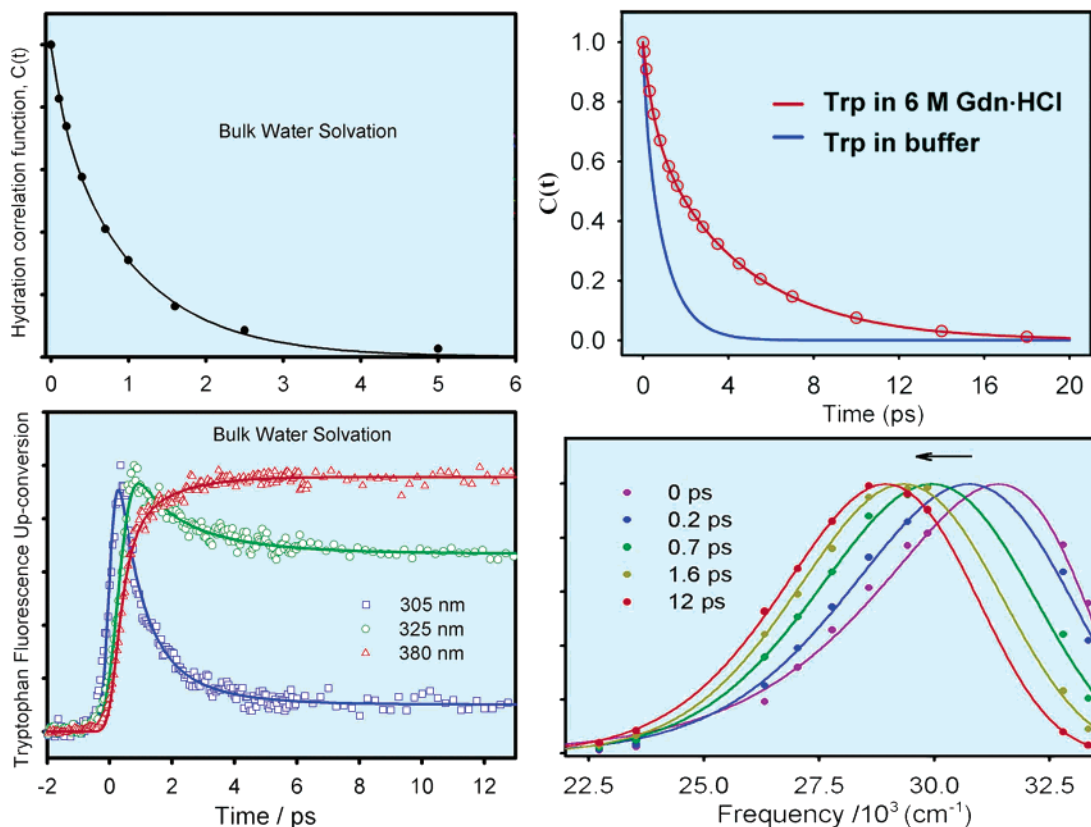 Hydration correlation function, C(t)
Bulk Water Solvation
0 1 2 3 4 5 6
C(t)
1.0
0.8
0.6
0.4
0.2
0.0
Trp in 6 M Gdn·HCl
Trp in buffer
0 4 8 12 16 20
Time (ps)
Tryptophan Fluorescence Up-conversion
Bulk Water Solvation
305 nm
325 nm
380 nm
-2 0 2 4 6 8 10 12
Time / ps
0 ps
0.2 ps
0.7 ps
1.6 ps
12 ps
22.5 25.0 27.5 30.0 32.5
Frequency /10³ (cm⁻¹)